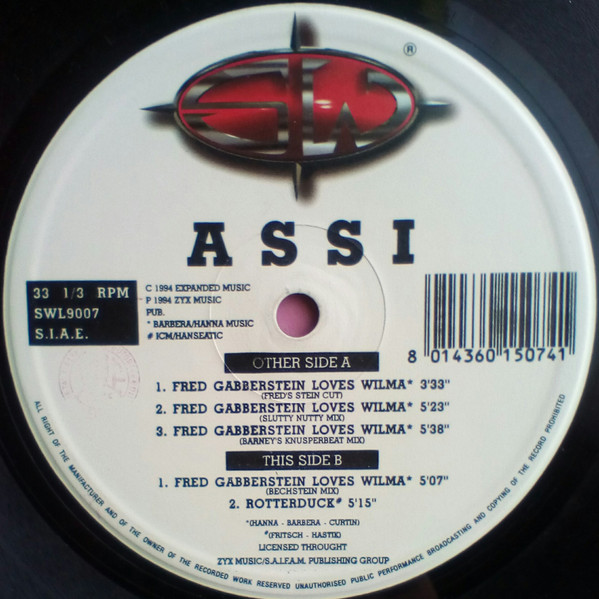 SW ®
ASSI
33 1/3 RPM
SWL9007
S.I.A.E.
C 1994 EXPANDED MUSIC
P 1994 ZYX MUSIC
PUB.
* BARBERA/HANNA MUSIC
# ICM/HANSEATIC
8 014360 150741
OTHER SIDE A
1. FRED GABBERSTEIN LOVES WILMA* 3'33"
(FRED'S STEIN CUT)
2. FRED GABBERSTEIN LOVES WILMA* 5'23"
(SLUTTY NUTTY MIX)
3. FRED GABBERSTEIN LOVES WILMA* 5'38"
(BARNEY'S KNUSPERBEAT MIX)
THIS SIDE B
1. FRED GABBERSTEIN LOVES WILMA* 5'07"
(BECHSTEIN MIX)
2. ROTTERDUCK# 5'15"
*(HANNA - BARBERA - CURTIN)
#(FRITSCH - HASTIK)
LICENSED THROUGHT
ZYX MUSIC/S.A.I.F.A.M. PUBLISHING GROUP
ALL RIGHT OF THE MANUFACTURER AND OF THE OWNER OF THE RECORDED WORK RESERVED UNAUTHORISED PUBLIC PERFORMANCE BROADCASTING AND COPYING OF THE RECORD PROHIBITED